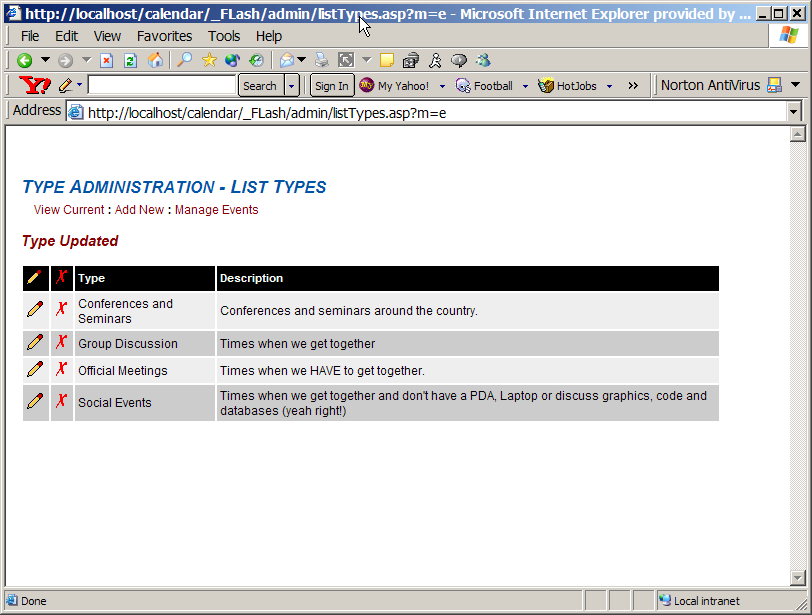 http://localhost/calendar/_FLash/admin/listTypes.asp?m=e - Microsoft Internet Explorer provided by ...
File Edit View Favorites Tools Help
Y! Search Sign In My Yahoo! Football HotJobs » Norton AntiVirus
Address http://localhost/calendar/_FLash/admin/listTypes.asp?m=e
TYPE ADMINISTRATION - LIST TYPES
View Current : Add New : Manage Events
Type Updated
X Type Description
X Conferences and
Seminars
Conferences and seminars around the country.
X Group Discussion Times when we get together
X Official Meetings Times when we HAVE to get together.
X Social Events
Times when we get together and don't have a PDA, Laptop or discuss graphics, code and
databases (yeah right!)
Done Local intranet